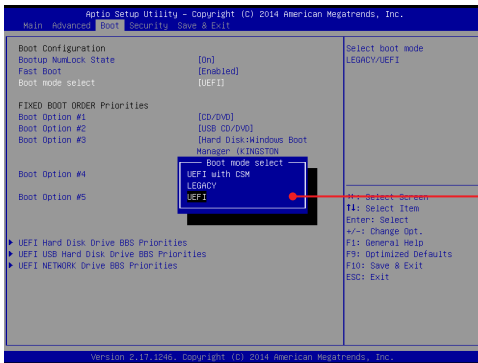 Aptio Setup Utility – Copyright (C) 2014 American Megatrends, Inc.
Main Advanced Boot Security Save & Exit
Boot Configuration
Bootup NumLock State [On]
Fast Boot [Enabled]
Boot mode select [UEFI]
FIXED BOOT ORDER Priorities
Boot Option #1 [CD/DVD]
Boot Option #2 [USB CD/DVD]
Boot Option #3 [Hard Disk:Windows Boot
Manager (KINGSTON
Boot mode select
UEFI with CSM
LEGACY
UEFI
Boot Option #4
Boot Option #5
UEFI Hard Disk Drive BBS Priorities
UEFI USB Hard Disk Drive BBS Priorities
UEFI NETWORK Drive BBS Priorities
Select boot mode
LEGACY/UEFI
: Select Screen
: Select Item
Enter: Select
+/-: Change Opt.
F1: General Help
F9: Optimized Defaults
F10: Save & Exit
ESC: Exit
Version 2.17.1246. Copyright (C) 2014 American Megatrends, Inc.